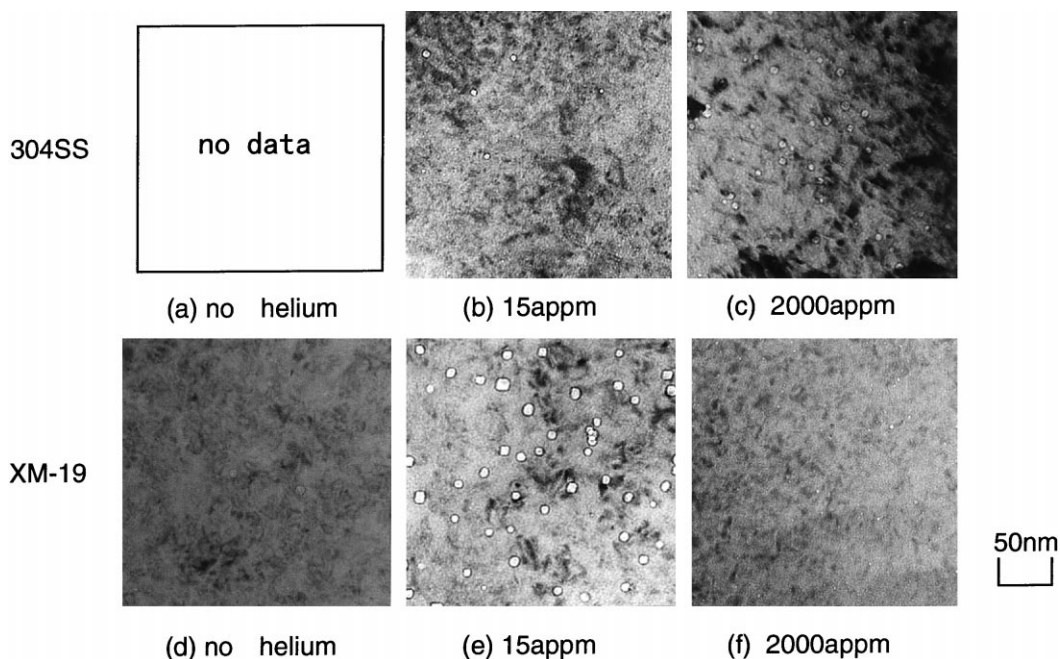 304SS
no data
(a) no helium
(b) 15appm
(c) 2000appm
XM-19
50nm
(d) no helium
(e) 15appm
(f) 2000appm